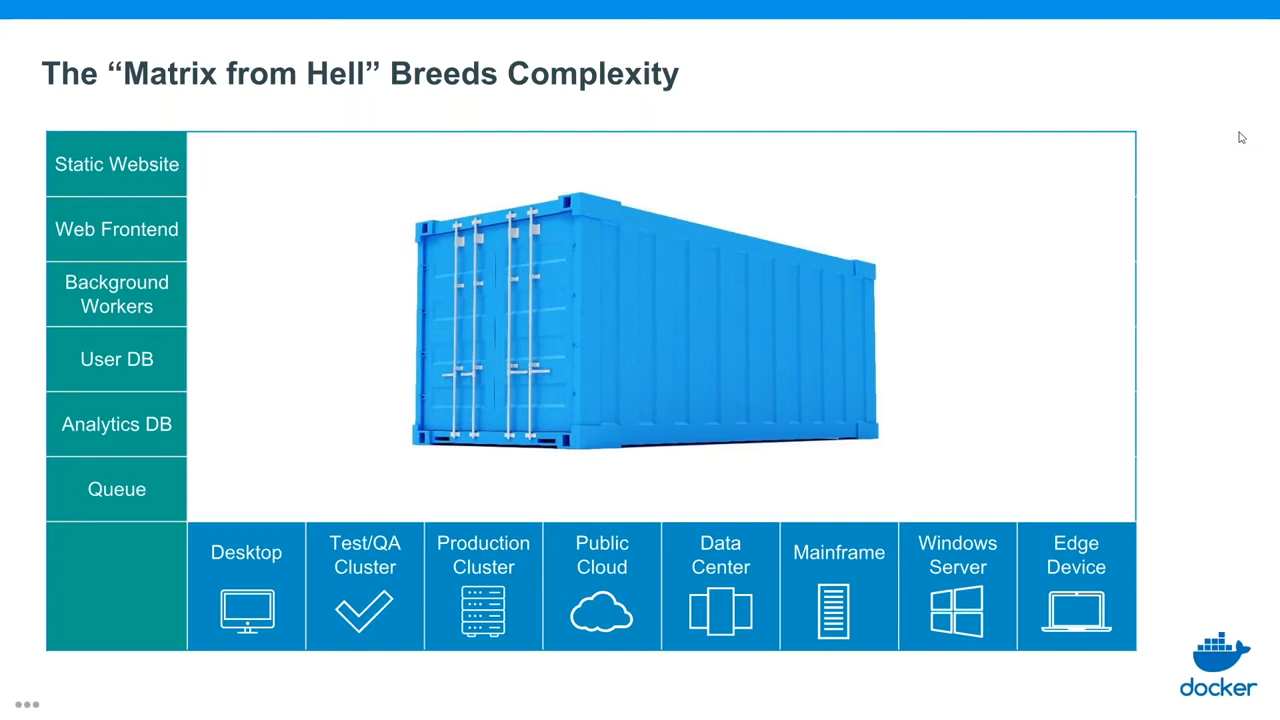 The “Matrix from Hell” Breeds Complexity
Static Website
Web Frontend
Background
Workers
User DB
Analytics DB
Queue
Desktop
Test/QA
Cluster
Production
Cluster
Public
Cloud
Data
Center
Mainframe
Windows
Server
Edge
Device
docker